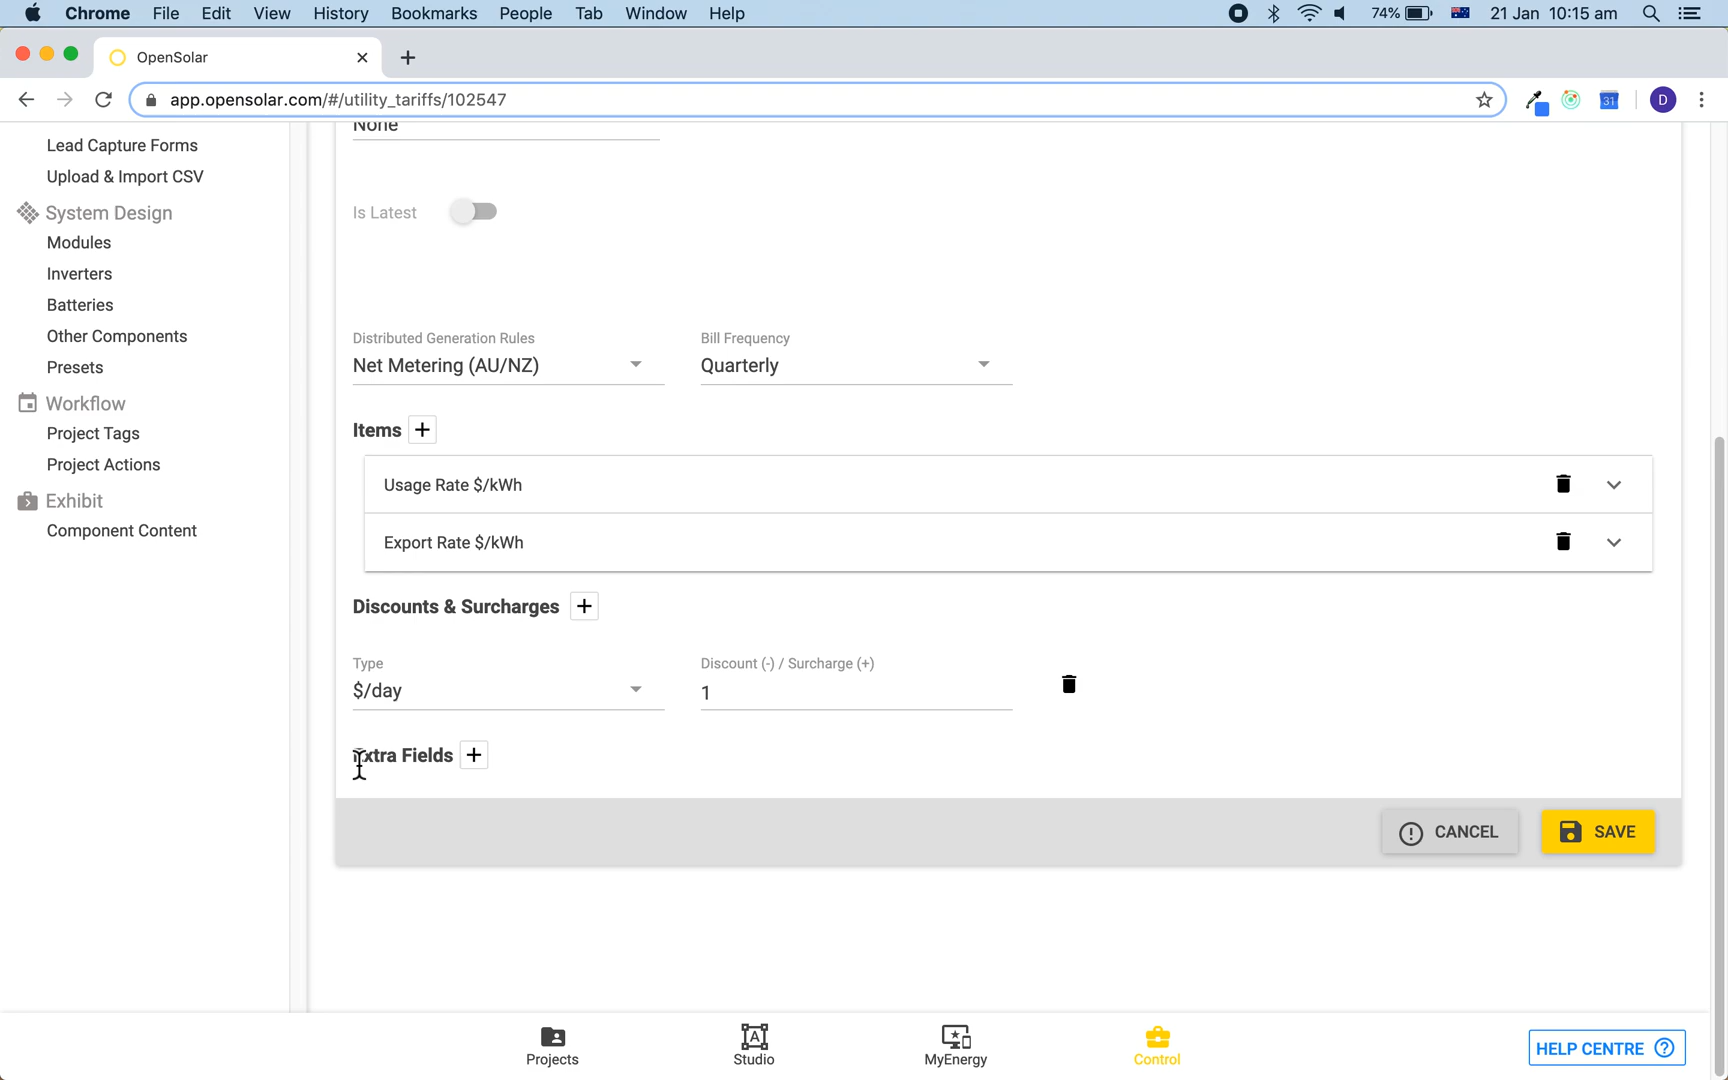 Chrome File Edit View History Bookmarks People Tab Window Help 74% 21 Jan 10:15 am
OpenSolar
app.opensolar.com/#/utility_tariffs/102547 31 D
None
Lead Capture Forms
Upload & Import CSV
System Design
Modules
Inverters
Batteries
Other Components
Presets
Workflow
Project Tags
Project Actions
Exhibit
Component Content
Is Latest
Distributed Generation Rules Bill Frequency
Net Metering (AU/NZ) Quarterly
Items +
Usage Rate $/kWh
Export Rate $/kWh
Discounts & Surcharges +
Type Discount (-) / Surcharge (+)
$/day 1
Extra Fields +
CANCEL SAVE
Projects Studio MyEnergy Control
HELP CENTRE ?